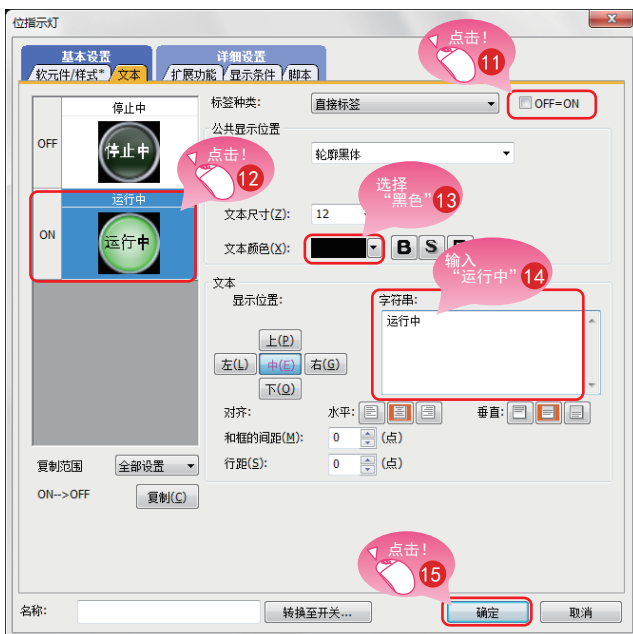 位指示灯
基本设置
详细设置
软元件/样式*
文本
扩展功能
显示条件
脚本
点击!
11
停止中
OFF
停止中
运行中
ON
运行中
点击!
12
标签种类:
直接标签
OFF=ON
公共显示位置
轮廓黑体
选择
“黑色”
13
文本尺寸(Z):
12
文本颜色(X):
B
S
输入
“运行中”
14
文本
显示位置:
字符串:
运行中
上(P)
左(L)
中(E)
右(G)
下(O)
对齐:
水平:
垂直:
和框的间距(M):
0
(点)
行距(S):
0
(点)
复制范围
全部设置
ON-->OFF
复制(C)
点击!
15
名称:
转换至开关...
确定
取消